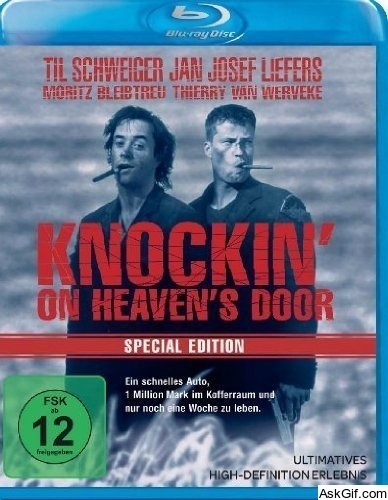 Blu-ray Disc
TIL SCHWEIGER JAN JOSEF LIEFERS
MORITZ BLEIBTREU THIERRY VAN WERVEKE
KNOCKIN'
ON HEAVEN'S DOOR
SPECIAL EDITION
Ein schnelles Auto,
1 Million Mark im Kofferraum und
nur noch eine Woche zu leben.
FSK
ab
12
freigegeben
ULTIMATIVES
HIGH-DEFINITION ERLEBNIS
AskGif.com